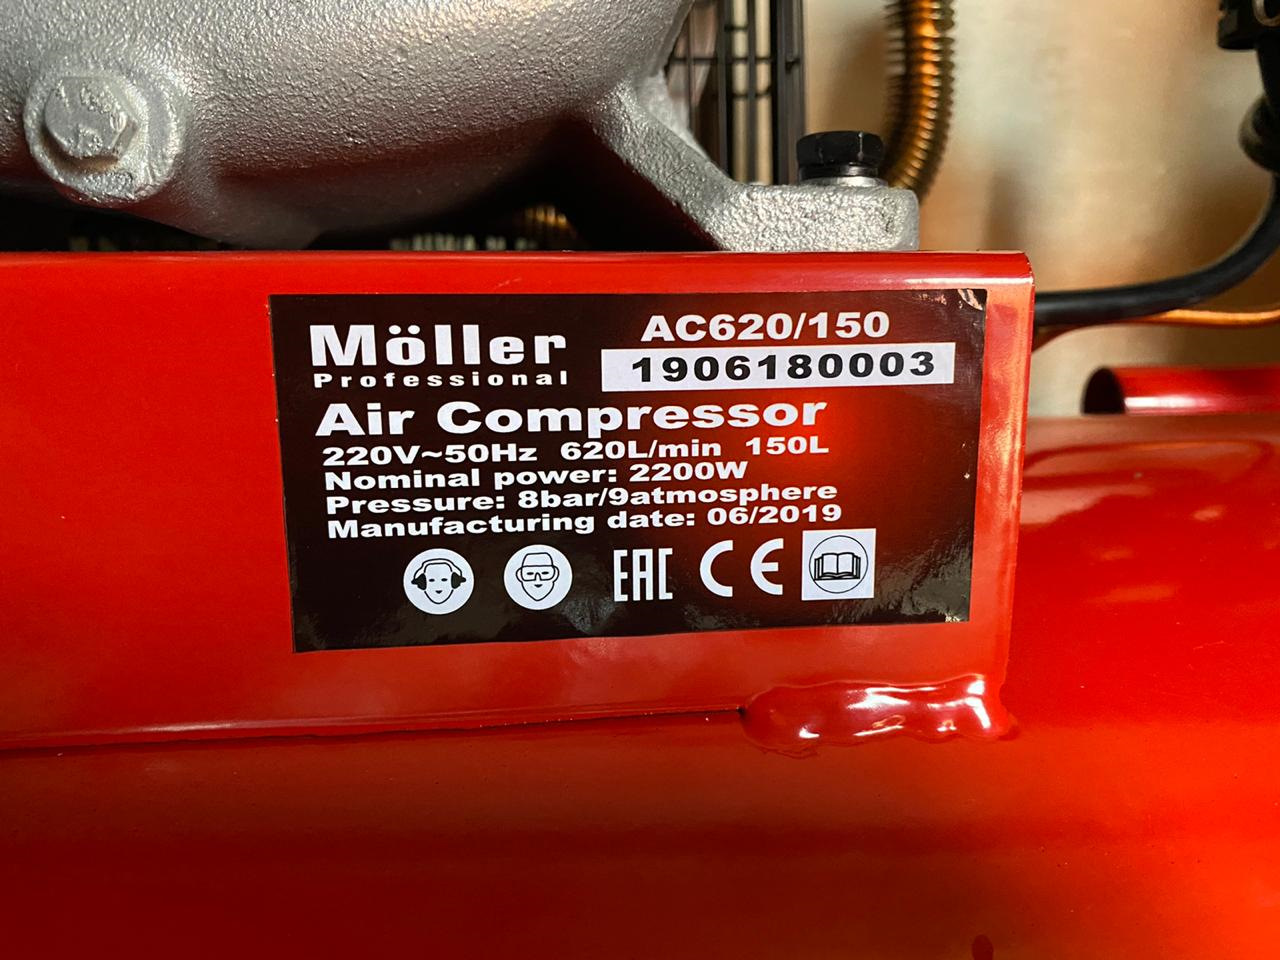 Möller
Professional
AC620/150
1906180003
Air Compressor
220V~50Hz 620L/min 150L
Nominal power: 2200W
Pressure: 8bar/9atmosphere
Manufacturing date: 06/2019
EAC CE